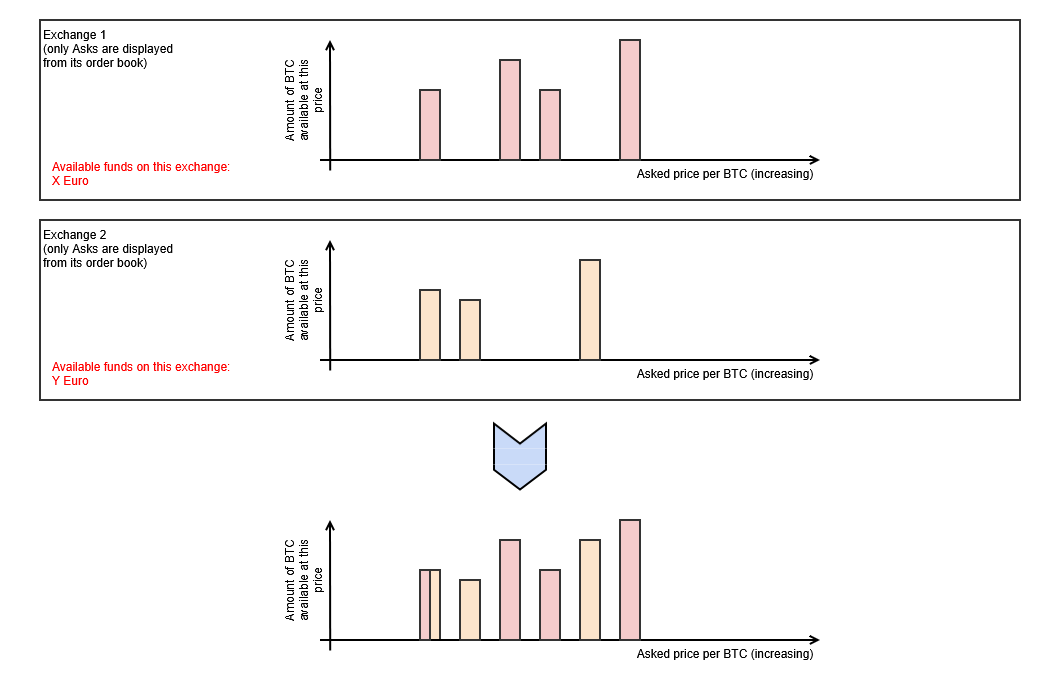 Exchange 1
(only Asks are displayed
from its order book)
Amount of BTC
available at this
price
Available funds on this exchange:
X Euro
Asked price per BTC (increasing)
Exchange 2
(only Asks are displayed
from its order book)
Amount of BTC
available at this
price
Available funds on this exchange:
Y Euro
Asked price per BTC (increasing)
Amount of BTC
available at this
price
Asked price per BTC (increasing)